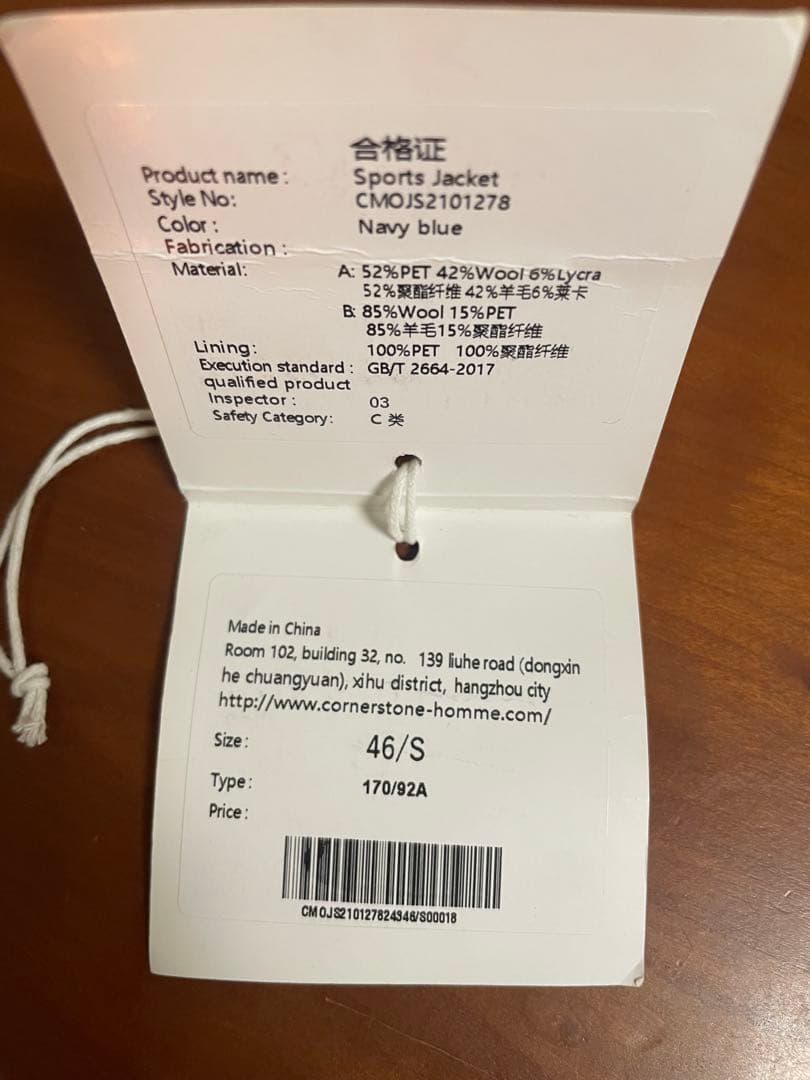 合格证
Product name: Sports Jacket
Style No: CMOJS2101278
Color: Navy blue
Fabrication:
Material: A: 52%PET 42%Wool 6%Lycra
52%聚酯纤维 42%羊毛6%莱卡
B: 85%Wool 15%PET
85%羊毛15%聚酯纤维
Lining: 100%PET 100%聚酯纤维
Execution standard: GB/T 2664-2017
qualified product
Inspector: 03
Safety Category: C 类
Made in China
Room 102, building 32, no. 139 liuhe road (dongxin
he chuangyuan), xihu district, hangzhou city
http://www.cornerstone-homme.com/
Size: 46/S
Type: 170/92A
Price:
CMOJS210127824346/S00018